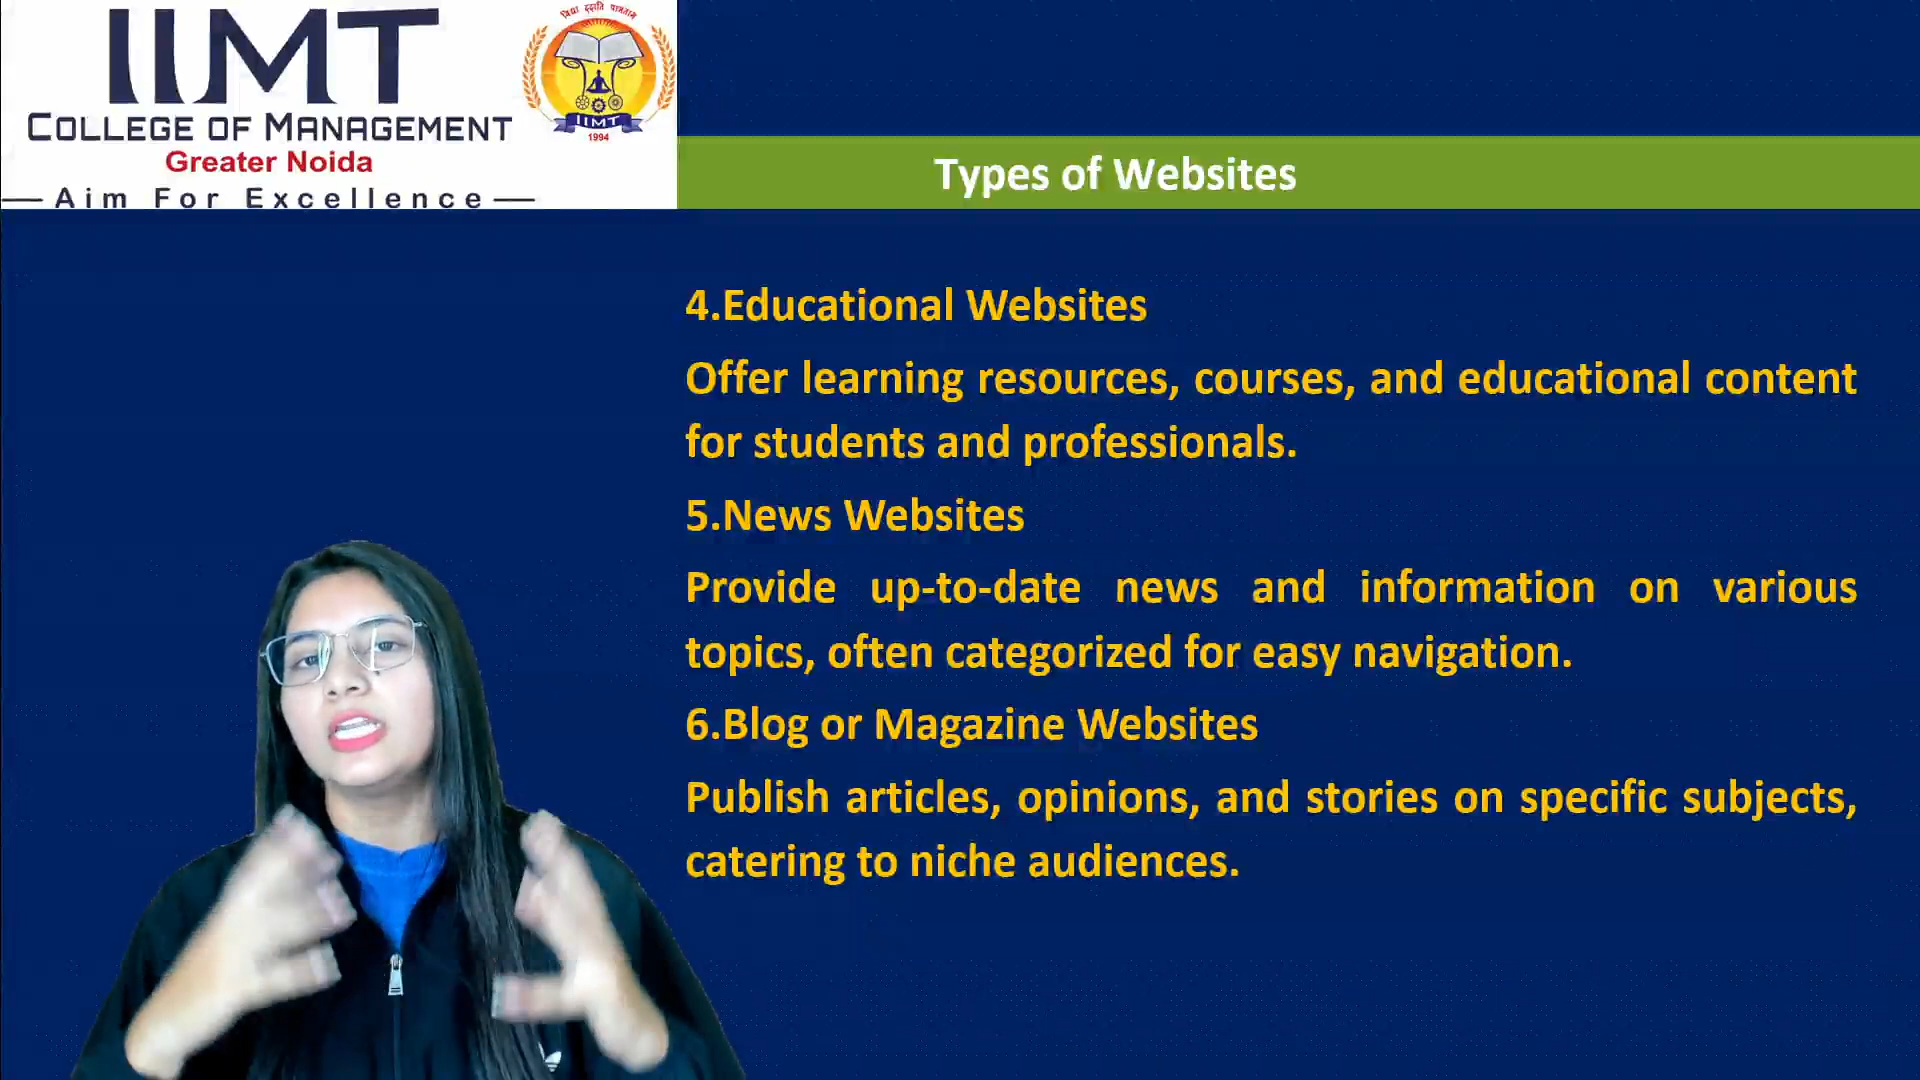 IIMT
COLLEGE OF MANAGEMENT
Greater Noida
Aim For Excellence
विद्या ददाति पात्रताम्
IIMT
1994
Types of Websites
4.Educational Websites
Offer learning resources, courses, and educational content
for students and professionals.
5.News Websites
Provide up-to-date news and information on various
topics, often categorized for easy navigation.
6.Blog or Magazine Websites
Publish articles, opinions, and stories on specific subjects,
catering to niche audiences.